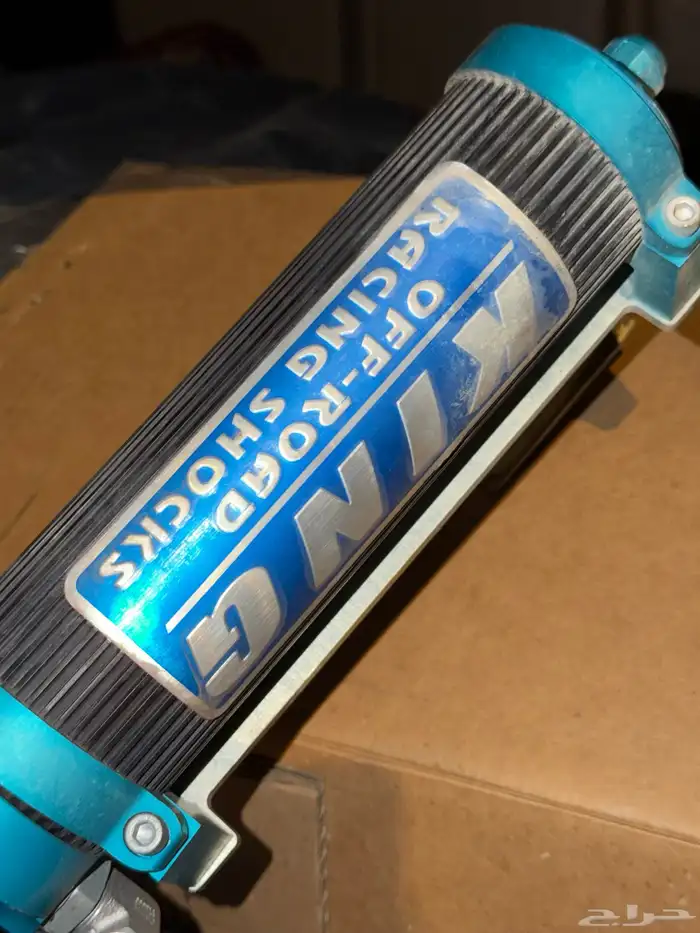 KING
OFF-ROAD
RACING SHOCKS
حراج